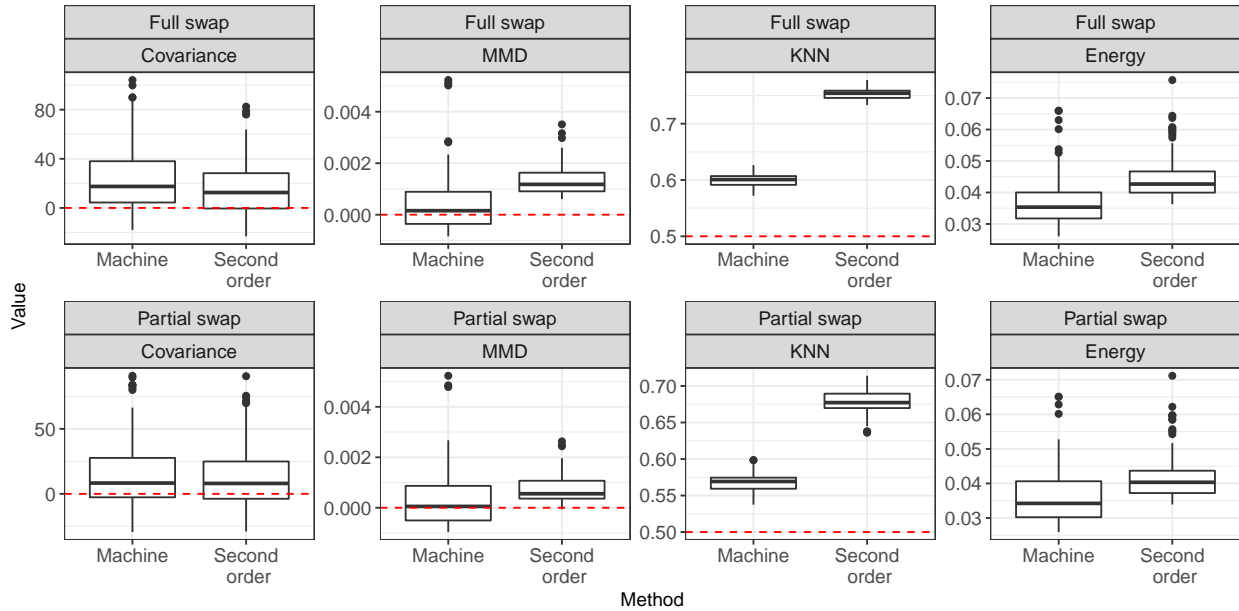 Full swap
Full swap
Full swap
Full swap
Covariance
MMD
KNN
Energy
80
40
0
0.004
0.002
0.000
0.7
0.6
0.5
0.07
0.06
0.05
0.04
0.03
Machine
Second
order
Machine
Second
order
Machine
Second
order
Machine
Second
order
Value
Partial swap
Partial swap
Partial swap
Partial swap
Covariance
MMD
KNN
Energy
50
0
0.004
0.002
0.000
0.70
0.65
0.60
0.55
0.50
0.07
0.06
0.05
0.04
0.03
Machine
Second
order
Machine
Second
order
Machine
Second
order
Machine
Second
order
Method